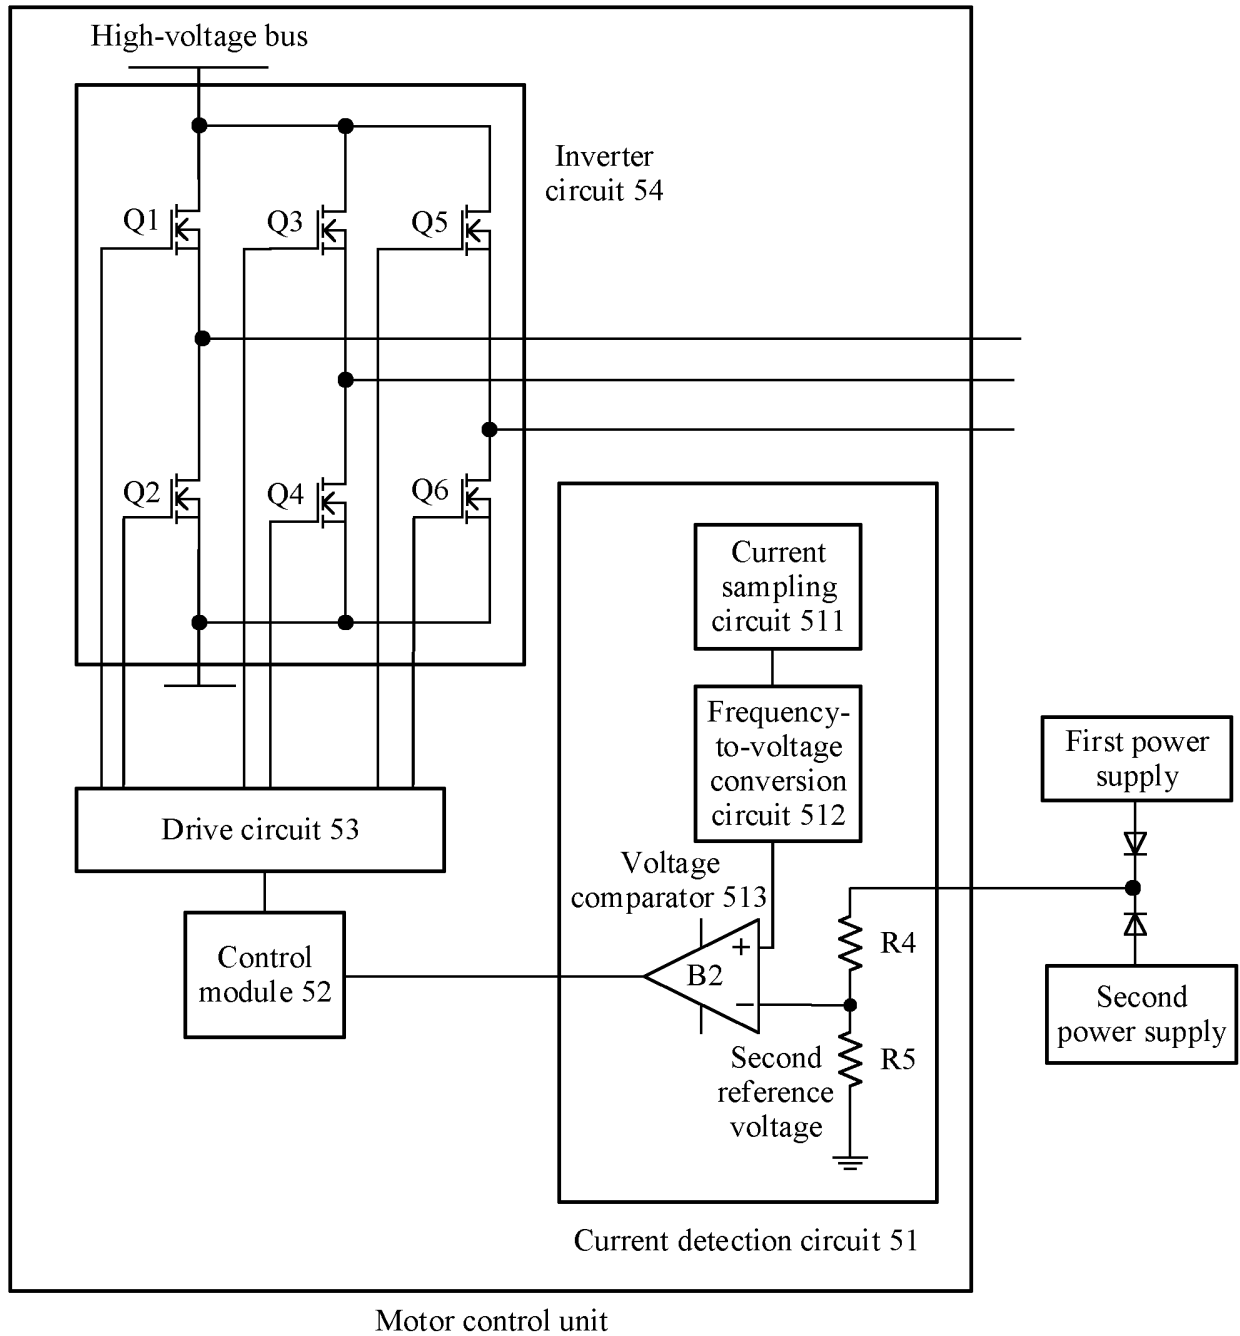 High-voltage bus
Inverter
circuit 54
Q1
Q3
Q5
Q2
Q4
Q6
Current
sampling
circuit 511
Frequency-
to-voltage
conversion
circuit 512
First power
supply
Drive circuit 53
Voltage
comparator 513
Control
module 52
B2
+
−
R4
Second
power supply
Second
reference
voltage
R5
Current detection circuit 51
Motor control unit